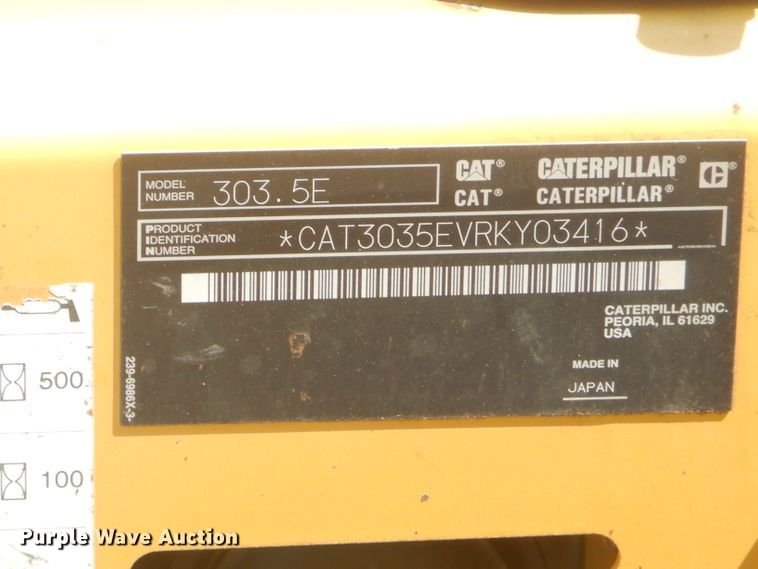 MODEL NUMBER 303.5E
CAT® CATERPILLAR®
CAT® CATERPILLAR®
PRODUCT IDENTIFICATION NUMBER *CAT3035EVRKY03416*
CATERPILLAR INC.
PEORIA, IL 61629
USA
MADE IN
JAPAN
239-6986X-3-
500
100
Purple Wave Auction